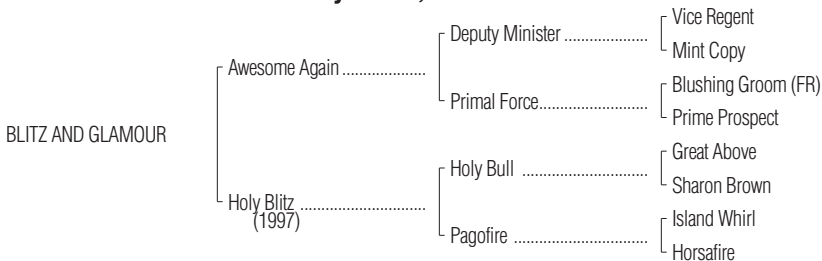 Vice Regent
Deputy Minister ....................
Mint Copy
Awesome Again ....................
Blushing Groom (FR)
Primal Force..........................
Prime Prospect
BLITZ AND GLAMOUR
Great Above
Holy Bull ..............................
Sharon Brown
Holy Blitz ..............................
(1997)
Island Whirl
Pagofire ................................
Horsafire